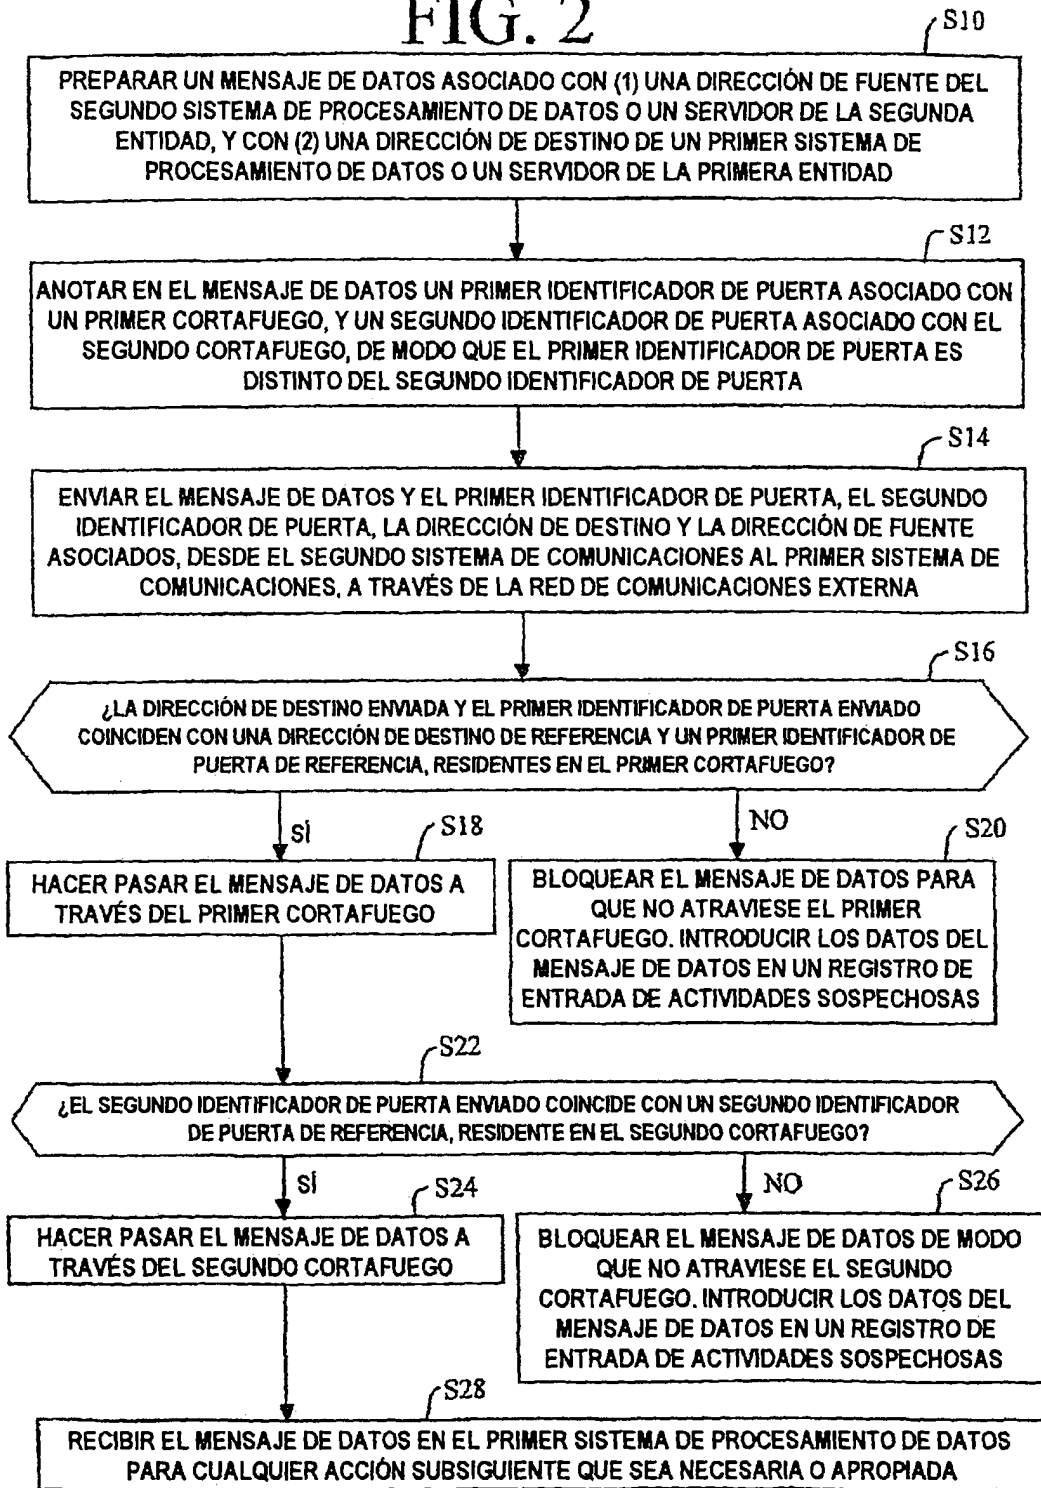 FIG. 2
S10
PREPARAR UN MENSAJE DE DATOS ASOCIADO CON (1) UNA DIRECCIÓN DE FUENTE DEL
SEGUNDO SISTEMA DE PROCESAMIENTO DE DATOS O UN SERVIDOR DE LA SEGUNDA
ENTIDAD, Y CON (2) UNA DIRECCIÓN DE DESTINO DE UN PRIMER SISTEMA DE
PROCESAMIENTO DE DATOS O UN SERVIDOR DE LA PRIMERA ENTIDAD
S12
ANOTAR EN EL MENSAJE DE DATOS UN PRIMER IDENTIFICADOR DE PUERTA ASOCIADO CON
UN PRIMER CORTAFUEGO, Y UN SEGUNDO IDENTIFICADOR DE PUERTA ASOCIADO CON EL
SEGUNDO CORTAFUEGO, DE MODO QUE EL PRIMER IDENTIFICADOR DE PUERTA ES
DISTINTO DEL SEGUNDO IDENTIFICADOR DE PUERTA
S14
ENVIAR EL MENSAJE DE DATOS Y EL PRIMER IDENTIFICADOR DE PUERTA, EL SEGUNDO
IDENTIFICADOR DE PUERTA, LA DIRECCIÓN DE DESTINO Y LA DIRECCIÓN DE FUENTE
ASOCIADOS, DESDE EL SEGUNDO SISTEMA DE COMUNICACIONES AL PRIMER SISTEMA DE
COMUNICACIONES, A TRAVÉS DE LA RED DE COMUNICACIONES EXTERNA
S16
¿LA DIRECCIÓN DE DESTINO ENVIADA Y EL PRIMER IDENTIFICADOR DE PUERTA ENVIADO
COINCIDEN CON UNA DIRECCIÓN DE DESTINO DE REFERENCIA Y UN PRIMER IDENTIFICADOR DE
PUERTA DE REFERENCIA, RESIDENTES EN EL PRIMER CORTAFUEGO?
SÍ
S18
HACER PASAR EL MENSAJE DE DATOS A
TRAVÉS DEL PRIMER CORTAFUEGO
NO
S20
BLOQUEAR EL MENSAJE DE DATOS PARA
QUE NO ATRAVIESE EL PRIMER
CORTAFUEGO. INTRODUCIR LOS DATOS DEL
MENSAJE DE DATOS EN UN REGISTRO DE
ENTRADA DE ACTIVIDADES SOSPECHOSAS
S22
¿EL SEGUNDO IDENTIFICADOR DE PUERTA ENVIADO COINCIDE CON UN SEGUNDO IDENTIFICADOR
DE PUERTA DE REFERENCIA, RESIDENTE EN EL SEGUNDO CORTAFUEGO?
SÍ
S24
HACER PASAR EL MENSAJE DE DATOS A
TRAVÉS DEL SEGUNDO CORTAFUEGO
NO
S26
BLOQUEAR EL MENSAJE DE DATOS DE MODO
QUE NO ATRAVIESE EL SEGUNDO
CORTAFUEGO. INTRODUCIR LOS DATOS DEL
MENSAJE DE DATOS EN UN REGISTRO DE
ENTRADA DE ACTIVIDADES SOSPECHOSAS
S28
RECIBIR EL MENSAJE DE DATOS EN EL PRIMER SISTEMA DE PROCESAMIENTO DE DATOS
PARA CUALQUIER ACCIÓN SUBSIGUIENTE QUE SEA NECESARIA O APROPIADA